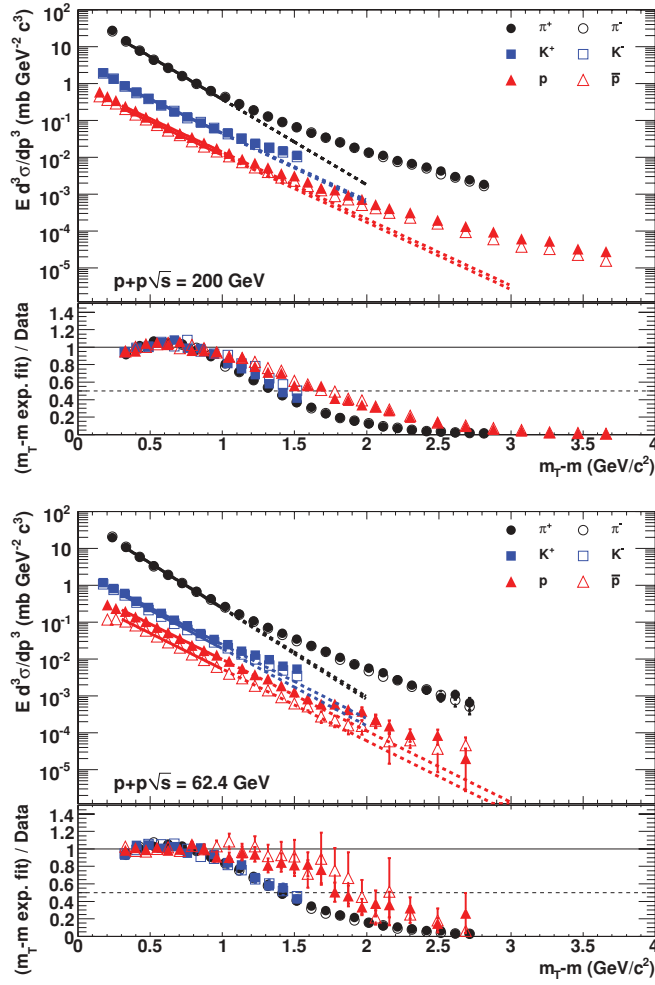 E d³σ/dp³ (mb GeV⁻² c³)
10²
10
1
10⁻¹
10⁻²
10⁻³
10⁻⁴
10⁻⁵
π⁺ π⁻
K⁺ K⁻
p p̅
p+p√s = 200 GeV
(m_T-m exp. fit) / Data
1.4
1.2
1.0
0.8
0.6
0.4
0.2
0
0 0.5 1 1.5 2 2.5 3 3.5 4
m_T-m (GeV/c²)
E d³σ/dp³ (mb GeV⁻² c³)
10²
10
1
10⁻¹
10⁻²
10⁻³
10⁻⁴
10⁻⁵
π⁺ π⁻
K⁺ K⁻
p p̅
p+p√s = 62.4 GeV
(m_T-m exp. fit) / Data
1.4
1.2
1.0
0.8
0.6
0.4
0.2
0
0 0.5 1 1.5 2 2.5 3 3.5 4
m_T-m (GeV/c²)